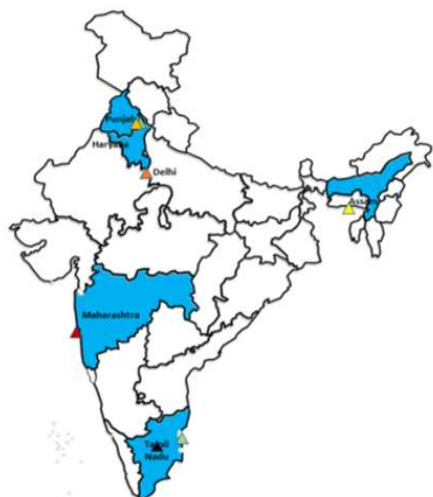 Punjab
Haryana
Delhi
Assam
Maharashtra
Tamil
Nadu